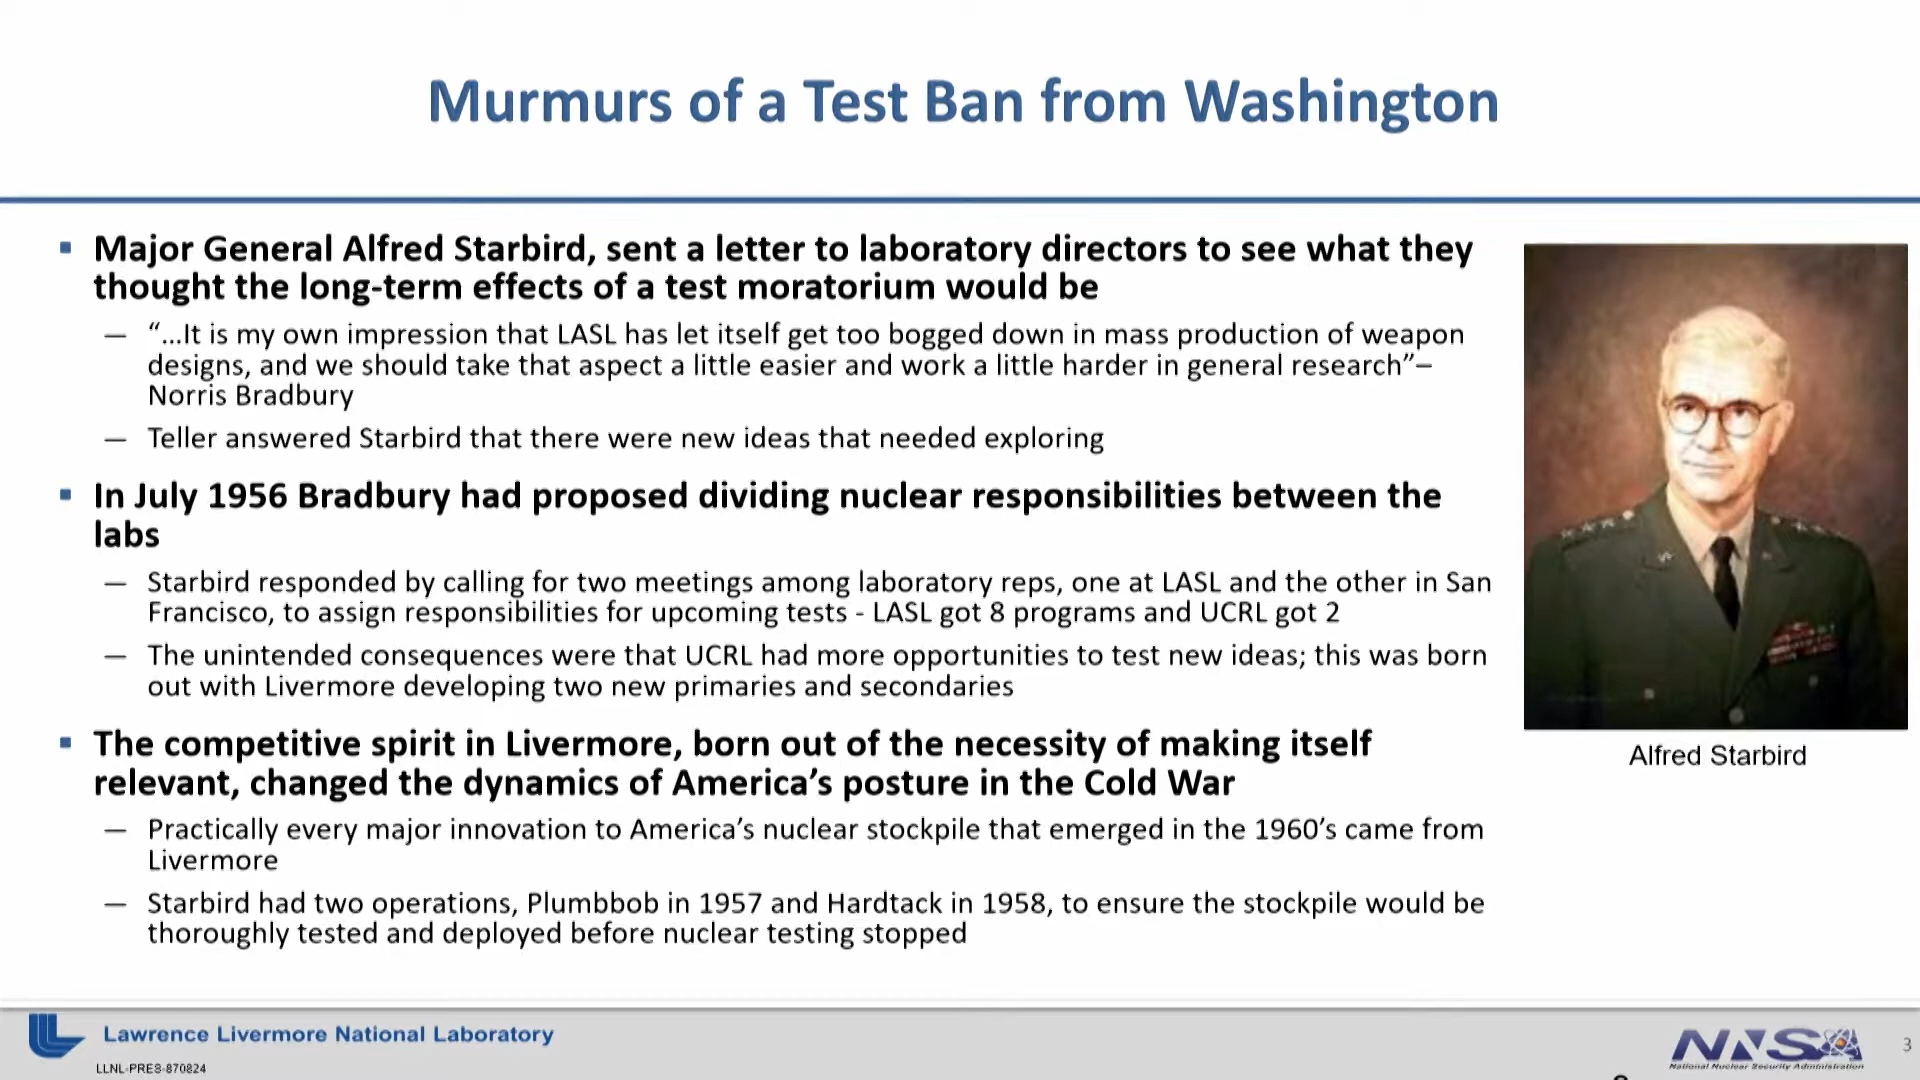 Murmurs of a Test Ban from Washington
Major General Alfred Starbird, sent a letter to laboratory directors to see what they
thought the long-term effects of a test moratorium would be
— “...It is my own impression that LASL has let itself get too bogged down in mass production of weapon
designs, and we should take that aspect a little easier and work a little harder in general research”–
Norris Bradbury
— Teller answered Starbird that there were new ideas that needed exploring
In July 1956 Bradbury had proposed dividing nuclear responsibilities between the
labs
— Starbird responded by calling for two meetings among laboratory reps, one at LASL and the other in San
Francisco, to assign responsibilities for upcoming tests - LASL got 8 programs and UCRL got 2
— The unintended consequences were that UCRL had more opportunities to test new ideas; this was born
out with Livermore developing two new primaries and secondaries
The competitive spirit in Livermore, born out of the necessity of making itself
relevant, changed the dynamics of America’s posture in the Cold War
— Practically every major innovation to America’s nuclear stockpile that emerged in the 1960’s came from
Livermore
— Starbird had two operations, Plumbbob in 1957 and Hardtack in 1958, to ensure the stockpile would be
thoroughly tested and deployed before nuclear testing stopped
Alfred Starbird
Lawrence Livermore National Laboratory
LLNL-PRES-870824
NNSA
National Nuclear Security Administration
3